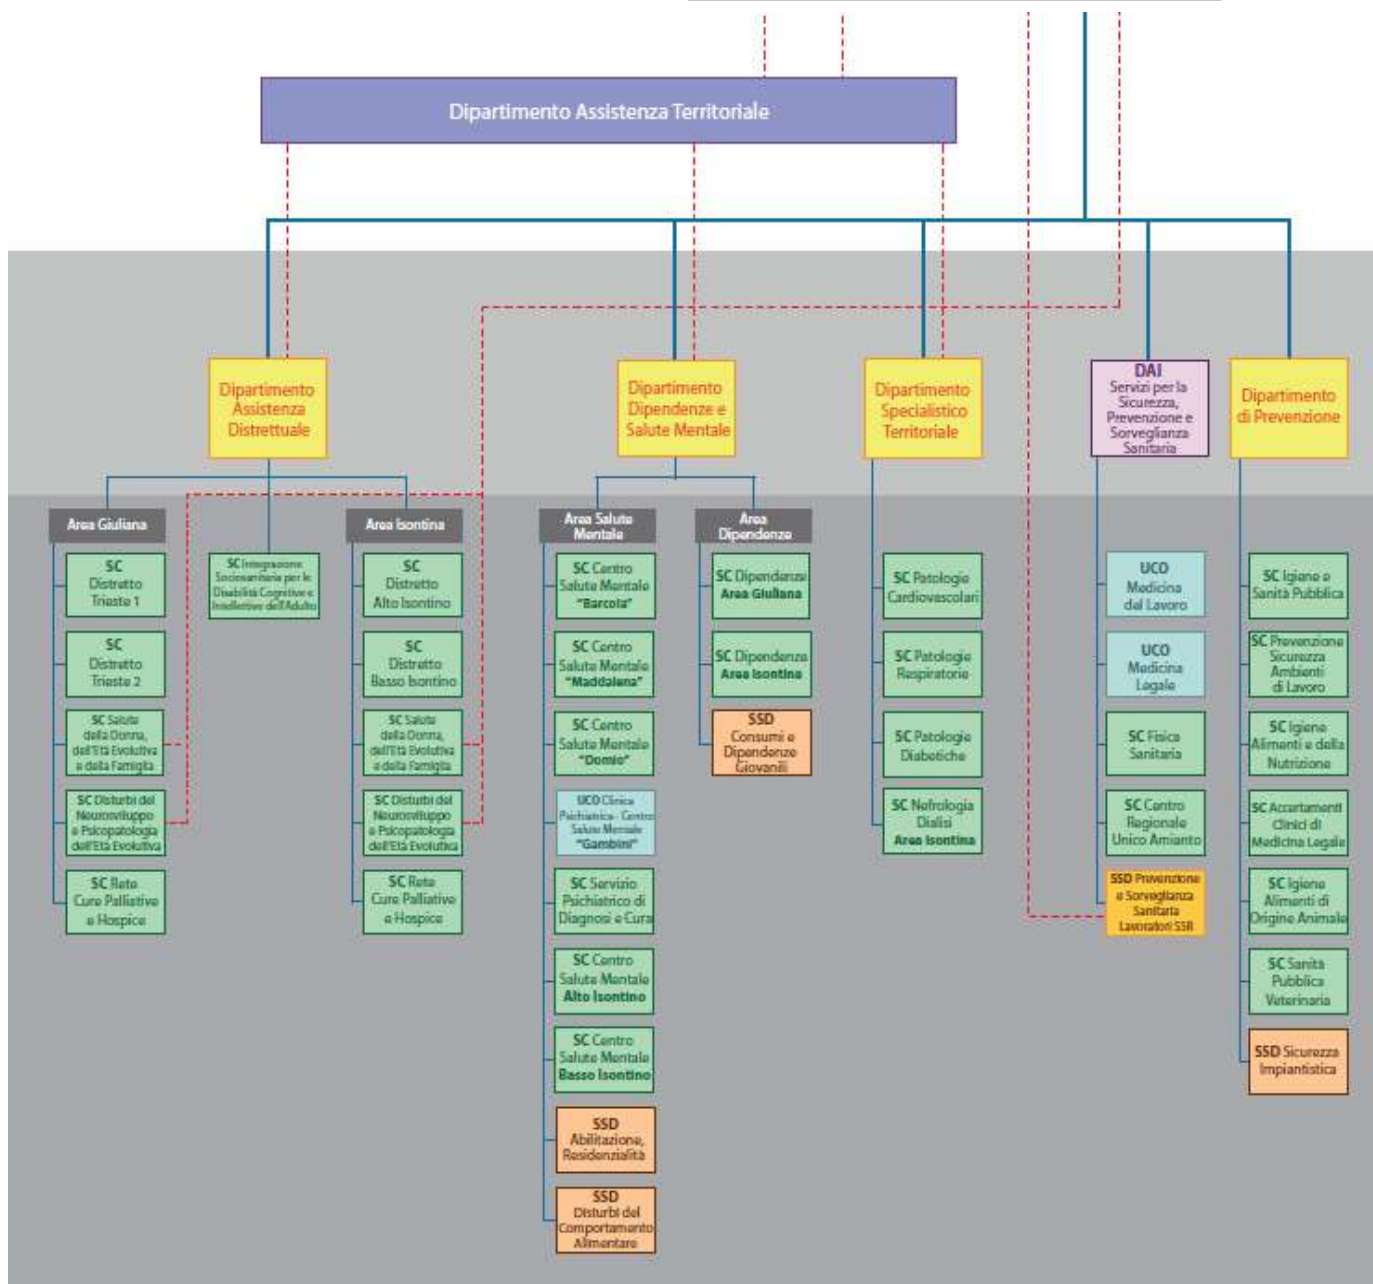 Dipartimento Assistenza Territoriale
Dipartimento
Assistenza
Distrettuale
Dipartimento
Dipendenze e
Salute Mentale
Dipartimento
Specialistico
Territoriale
DAI
Servizi per la
Sicurezza,
Prevenzione e
Sorveglianza
Sanitaria
Dipartimento
di Prevenzione
Area Giuliana
SC
Distretto
Trieste 1
SC
Distretto
Trieste 2
SC Salute
della Donna,
dell'Età Evolutiva
e della Famiglia
SC Disturbi del
Neurosviluppo
e Psicopatologia
dell'Età Evolutiva
SC Rete
Cure Palliative
e Hospice
SC Integrazione
Sociosanitaria per le
Disabilità Cognitive e
Intellettive dell'Adulto
Area Isontina
SC
Distretto
Alto Isontino
SC
Distretto
Basso Isontino
SC Salute
della Donna,
dell'Età Evolutiva
e della Famiglia
SC Disturbi del
Neurosviluppo
e Psicopatologia
dell'Età Evolutiva
SC Rete
Cure Palliative
e Hospice
Area Salute
Mentale
SC Centro
Salute Mentale
"Barcola"
SC Centro
Salute Mentale
"Maddalena"
SC Centro
Salute Mentale
"Domio"
UCO Clinica
Psichiatrica - Centro
Salute Mentale
"Gambini"
SC Servizio
Psichiatrico di
Diagnosi e Cura
SC Centro
Salute Mentale
Alto Isontino
SC Centro
Salute Mentale
Basso Isontino
SSD
Abilitazione,
Residenzialità
SSD
Disturbi del
Comportamento
Alimentare
Area
Dipendenze
SC Dipendenze
Area Giuliana
SC Dipendenze
Area Isontina
SSD
Consumi e
Dipendenze
Giovanili
SC Patologie
Cardiovascolari
SC Patologie
Respiratorie
SC Patologie
Diabetiche
SC Nefrologia
Dialisi
Area Isontina
UCO
Medicina
del Lavoro
UCO
Medicina
Legale
SC Fisica
Sanitaria
SC Centro
Regionale
Unico Amianto
SSD Prevenzione
e Sorveglianza
Sanitaria
Lavoratori SSR
SC Igiene e
Sanità Pubblica
SC Prevenzione
Sicurezza
Ambienti
di Lavoro
SC Igiene
Alimenti e della
Nutrizione
SC Accertamenti
Clinici di
Medicina Legale
SC Igiene
Alimenti di
Origine Animale
SC Sanità
Pubblica
Veterinaria
SSD Sicurezza
Impiantistica